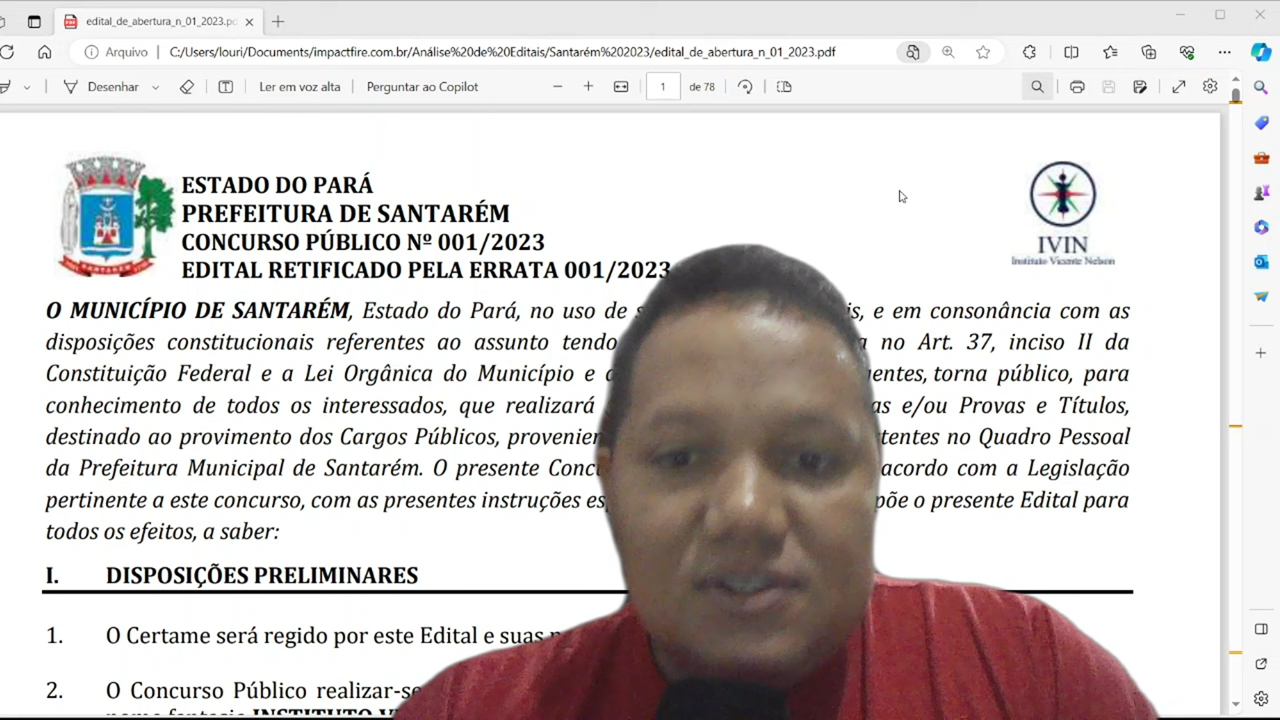 edital_de_abertura_n_01_2023.pd
Arquivo C:/Users/louri/Documents/impactfire.com.br/Análise%20de%20Editais/Santarém%202023/edital_de_abertura_n_01_2023.pdf
Desenhar Ler em voz alta Perguntar ao Copilot 1 de 78
ESTADO DO PARÁ
PREFEITURA DE SANTARÉM
CONCURSO PÚBLICO Nº 001/2023
EDITAL RETIFICADO PELA ERRATA 001/2023
SANTARÉM
IVIN
Instituto Vicente Nelson
O MUNICÍPIO DE SANTARÉM, Estado do Pará, no uso de is, e em consonância com as
disposições constitucionais referentes ao assunto tendo no Art. 37, inciso II da
Constituição Federal e a Lei Orgânica do Município e torna público, para
conhecimento de todos os interessados, que realizará e/ou Provas e Títulos,
destinado ao provimento dos Cargos Públicos, no Quadro Pessoal
da Prefeitura Municipal de Santarém. O presente acordo com a Legislação
pertinente a este concurso, com as presentes instruções o presente Edital para
todos os efeitos, a saber:
I. DISPOSIÇÕES PRELIMINARES
1. O Certame será regido por este Edital e suas
2. O Concurso Público realizar-se